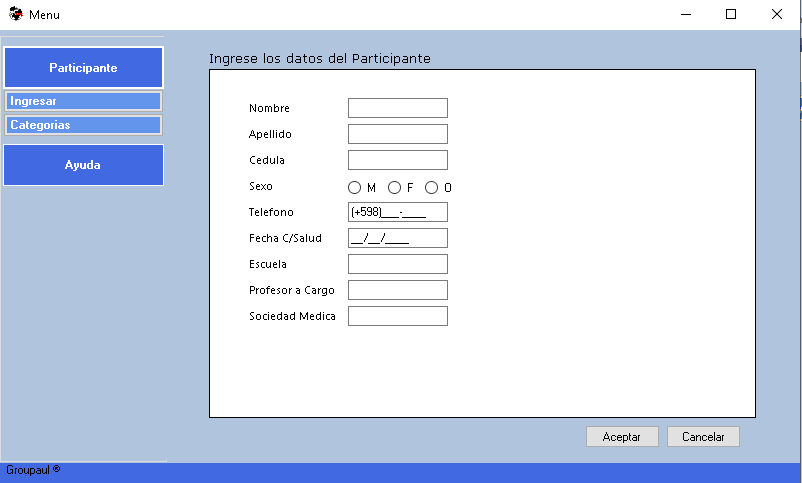 Menu
Participante
Ingresar
Categorias
Ayuda
Ingrese los datos del Participante
Nombre
Apellido
Cedula
Sexo M F O
Telefono (+598)___-____
Fecha C/Salud __/__/____
Escuela
Profesor a Cargo
Sociedad Medica
Aceptar Cancelar
Groupaul ®